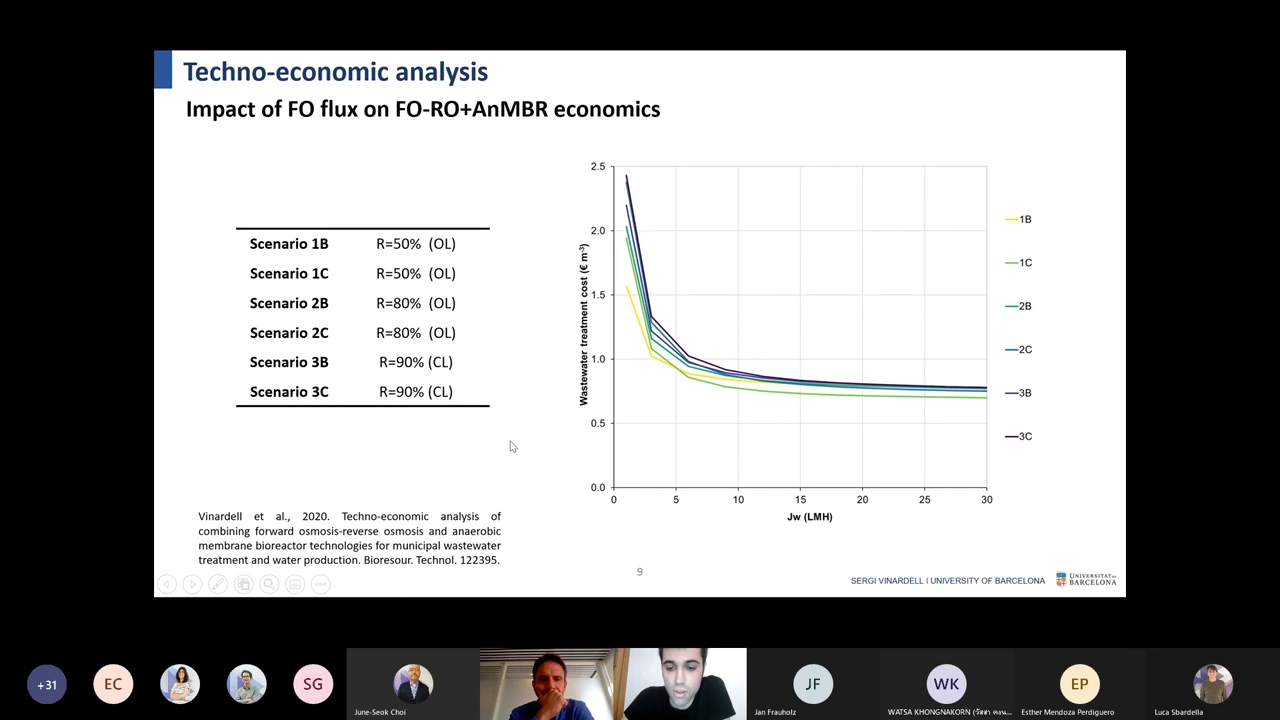 Techno-economic analysis
Impact of FO flux on FO-RO+AnMBR economics
Scenario 1B R=50% (OL)
Scenario 1C R=50% (OL)
Scenario 2B R=80% (OL)
Scenario 2C R=80% (OL)
Scenario 3B R=90% (CL)
Scenario 3C R=90% (CL)
Wastewater treatment cost (€ m⁻³)
2.5
2.0
1.5
1.0
0.5
0.0
0 5 10 15 20 25 30
Jw (LMH)
1B
1C
2B
2C
3B
3C
Vinardell et al., 2020. Techno-economic analysis of
combining forward osmosis-reverse osmosis and anaerobic
membrane bioreactor technologies for municipal wastewater
treatment and water production. Bioresour. Technol. 122395.
9
SERGI VINARDELL I UNIVERSITY OF BARCELONA
UNIVERSITAT DE
BARCELONA
+31
EC
SG
June-Seok Choi
JF
Jan Frauholz
WK
WATSA KHONGNAKORN
EP
Esther Mendoza Perdiguero
Luca Sbardella